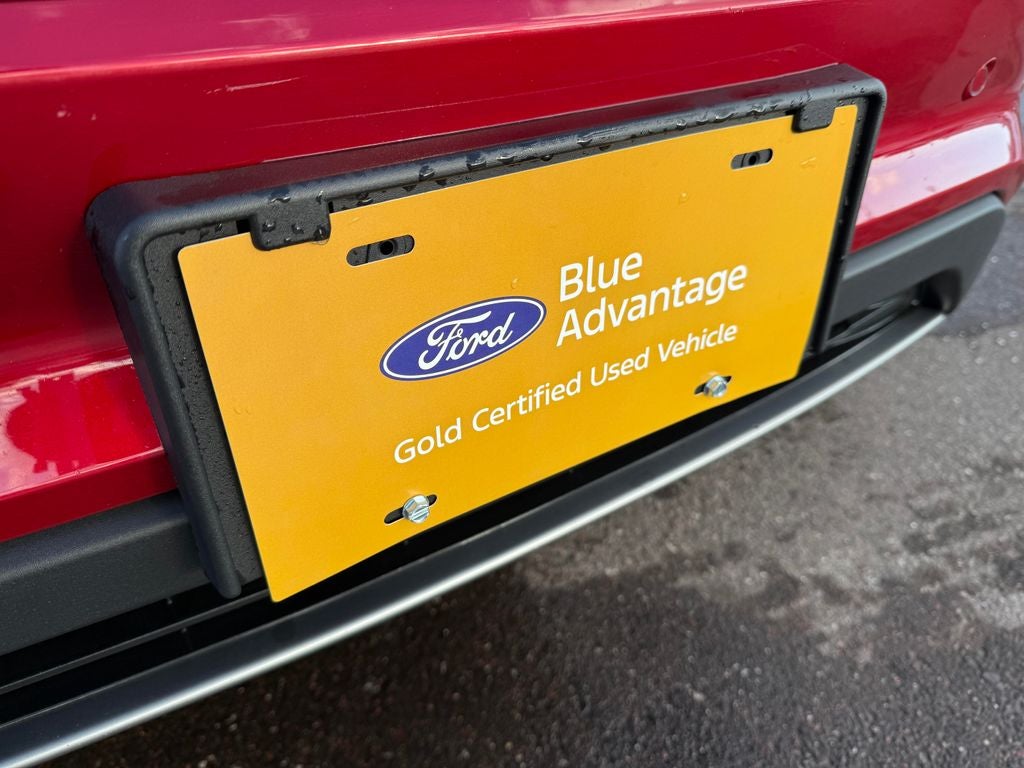 Ford
Blue
Advantage
Gold Certified Used Vehicle